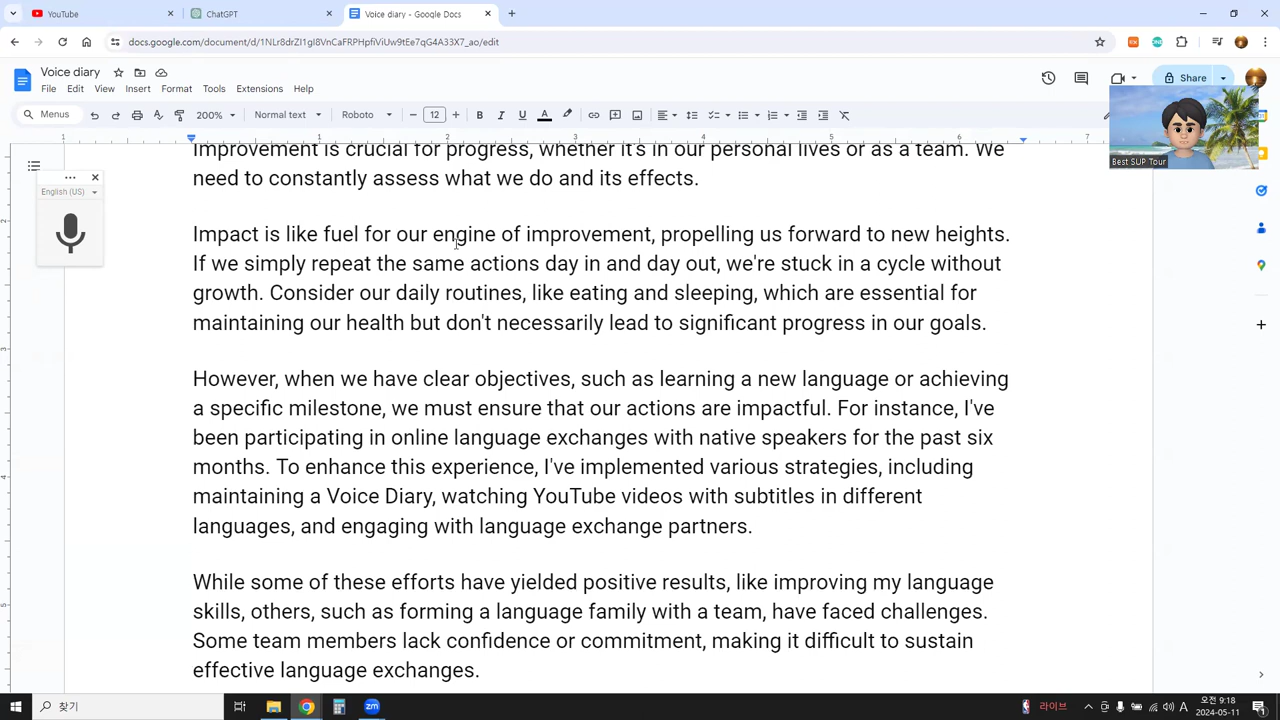 YouTube
ChatGPT
Voice diary - Google Docs
docs.google.com/document/d/1NLr8drZI1gI8VnCaFRPHpfiViUw9tEe7qG4A33X7_ao/edit
Voice diary
File Edit View Insert Format Tools Extensions Help
Share
Menus
200%
Normal text
Roboto
12
1 1 2 3 4 5 6 7
Best SUP Tour
English (US)
Improvement is crucial for progress, whether it's in our personal lives or as a team. We
need to constantly assess what we do and its effects.
Impact is like fuel for our engine of improvement, propelling us forward to new heights.
If we simply repeat the same actions day in and day out, we're stuck in a cycle without
growth. Consider our daily routines, like eating and sleeping, which are essential for
maintaining our health but don't necessarily lead to significant progress in our goals.
However, when we have clear objectives, such as learning a new language or achieving
a specific milestone, we must ensure that our actions are impactful. For instance, I've
been participating in online language exchanges with native speakers for the past six
months. To enhance this experience, I've implemented various strategies, including
maintaining a Voice Diary, watching YouTube videos with subtitles in different
languages, and engaging with language exchange partners.
While some of these efforts have yielded positive results, like improving my language
skills, others, such as forming a language family with a team, have faced challenges.
Some team members lack confidence or commitment, making it difficult to sustain
effective language exchanges.
찾기
라이브
A
오전 9:18
2024-05-11